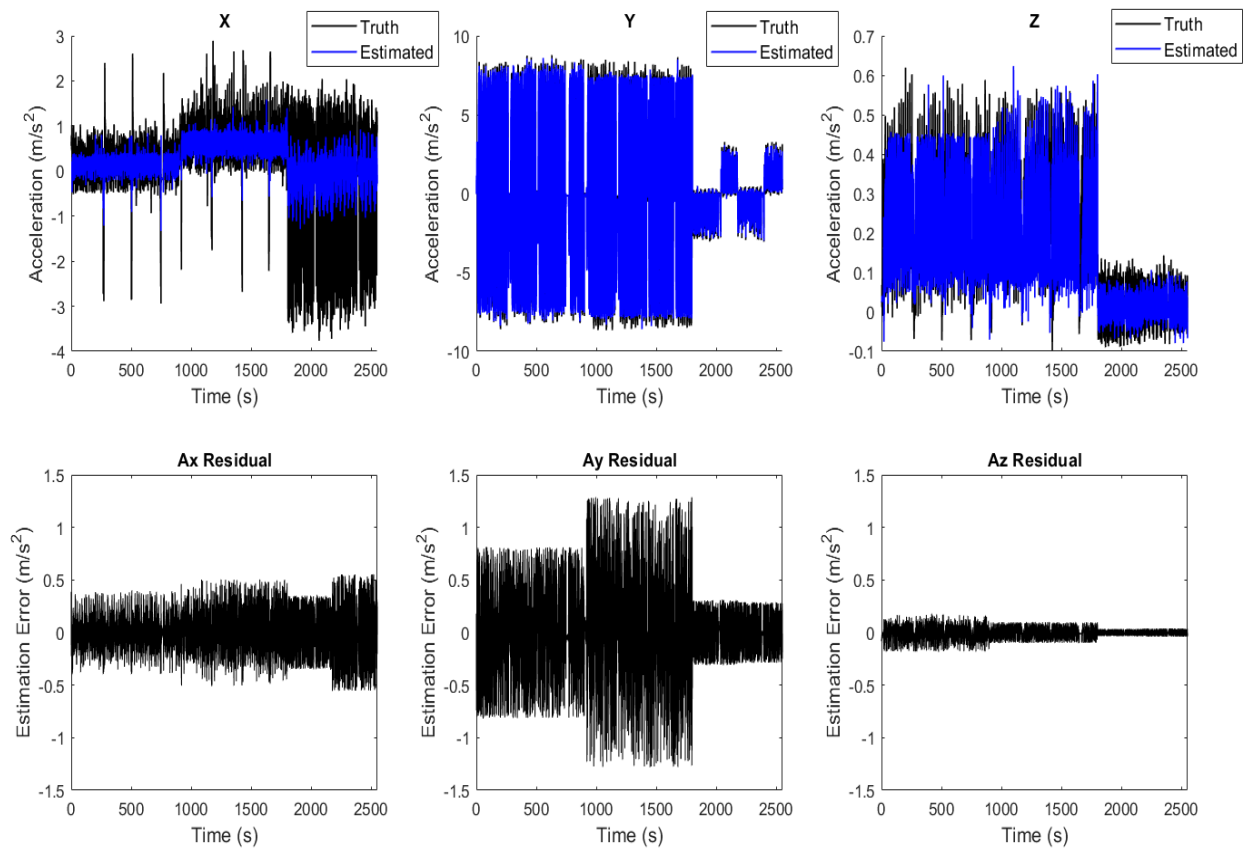 X
Truth
Estimated
Acceleration (m/s²)
3
2
1
0
-1
-2
-3
-4
0 500 1000 1500 2000 2500
Time (s)
Y
Truth
Estimated
Acceleration (m/s²)
10
5
0
-5
-10
0 500 1000 1500 2000 2500
Time (s)
Z
Truth
Estimated
Acceleration (m/s²)
0.7
0.6
0.5
0.4
0.3
0.2
0.1
0
-0.1
0 500 1000 1500 2000 2500
Time (s)
Ax Residual
Estimation Error (m/s²)
1.5
1
0.5
0
-0.5
-1
-1.5
0 500 1000 1500 2000 2500
Time (s)
Ay Residual
Estimation Error (m/s²)
1.5
1
0.5
0
-0.5
-1
-1.5
0 500 1000 1500 2000 2500
Time (s)
Az Residual
Estimation Error (m/s²)
1.5
1
0.5
0
-0.5
-1
-1.5
0 500 1000 1500 2000 2500
Time (s)